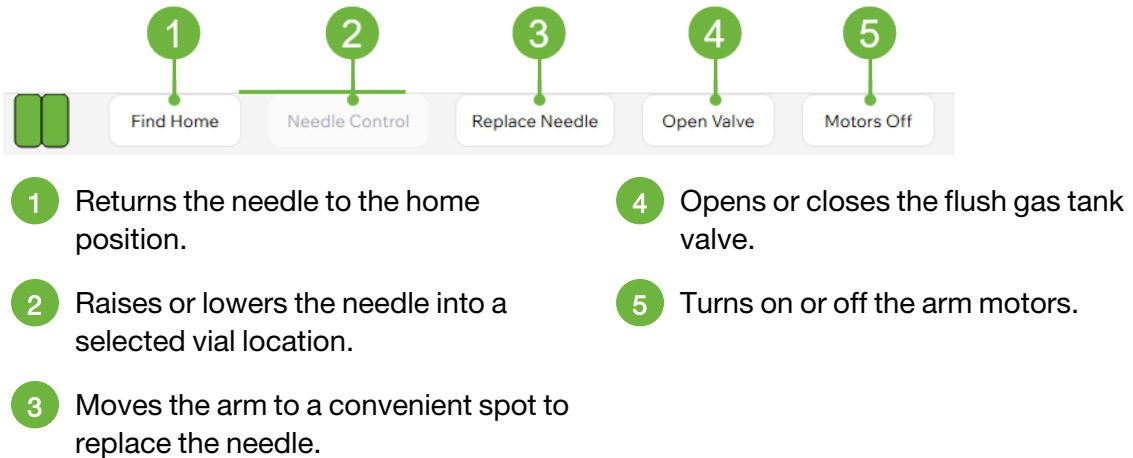 1 2 3 4 5
Find Home Needle Control Replace Needle Open Valve Motors Off
1 Returns the needle to the home
position.
2 Raises or lowers the needle into a
selected vial location.
3 Moves the arm to a convenient spot to
replace the needle.
4 Opens or closes the flush gas tank
valve.
5 Turns on or off the arm motors.